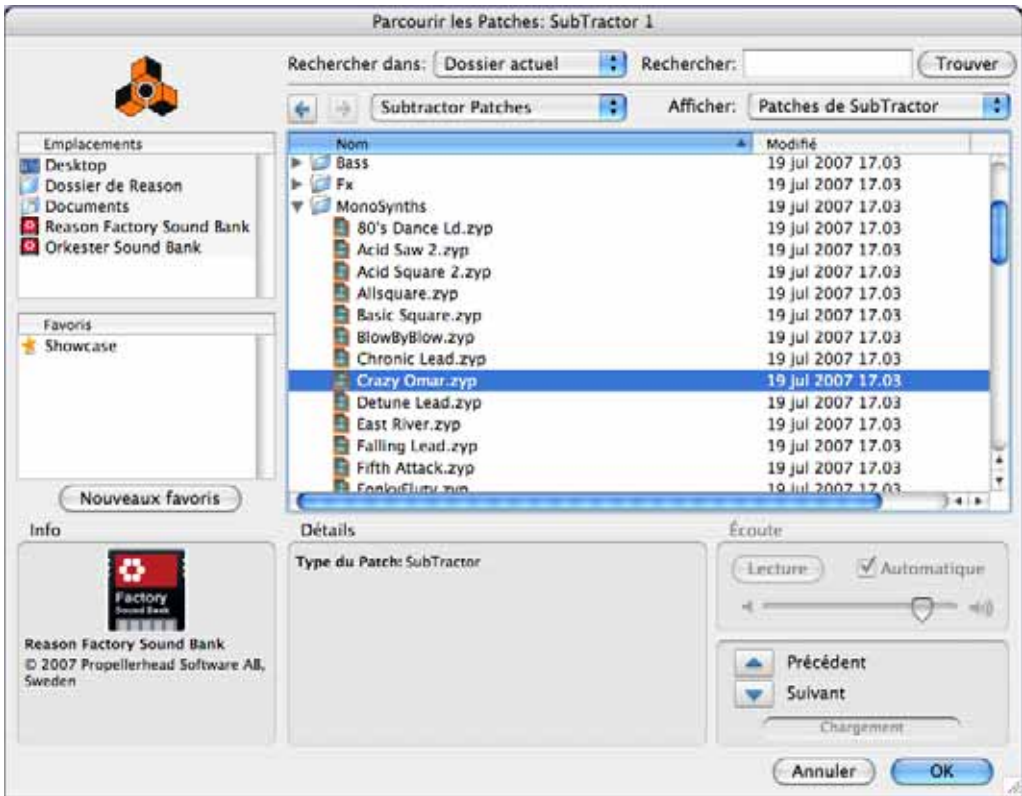 Parcourir les Patches: SubTractor 1
Rechercher dans: Dossier actuel Rechercher: Trouver
Subtractor Patches Afficher: Patches de SubTractor
Emplacements
Desktop
Dossier de Reason
Documents
Reason Factory Sound Bank
Orkester Sound Bank
Favoris
Showcase
Nouveaux favoris
Nom Modifié
Bass 19 jul 2007 17.03
Fx 19 jul 2007 17.03
MonoSynths 19 jul 2007 17.03
80's Dance Ld.zyp 19 jul 2007 17.03
Acid Saw 2.zyp 19 jul 2007 17.03
Acid Square 2.zyp 19 jul 2007 17.03
Allsquare.zyp 19 jul 2007 17.03
Basic Square.zyp 19 jul 2007 17.03
BlowByBlow.zyp 19 jul 2007 17.03
Chronic Lead.zyp 19 jul 2007 17.03
Crazy Omar.zyp 19 jul 2007 17.03
Detune Lead.zyp 19 jul 2007 17.03
East River.zyp 19 jul 2007 17.03
Falling Lead.zyp 19 jul 2007 17.03
Fifth Attack.zyp 19 jul 2007 17.03
FonkyFluty.zyp 19 jul 2007 17.03
Info
Factory
Sound Bank
Reason Factory Sound Bank
© 2007 Propellerhead Software AB,
Sweden
Détails
Type du Patch: SubTractor
Écoute
Lecture Automatique
Précédent
Suivant
Chargement
Annuler OK